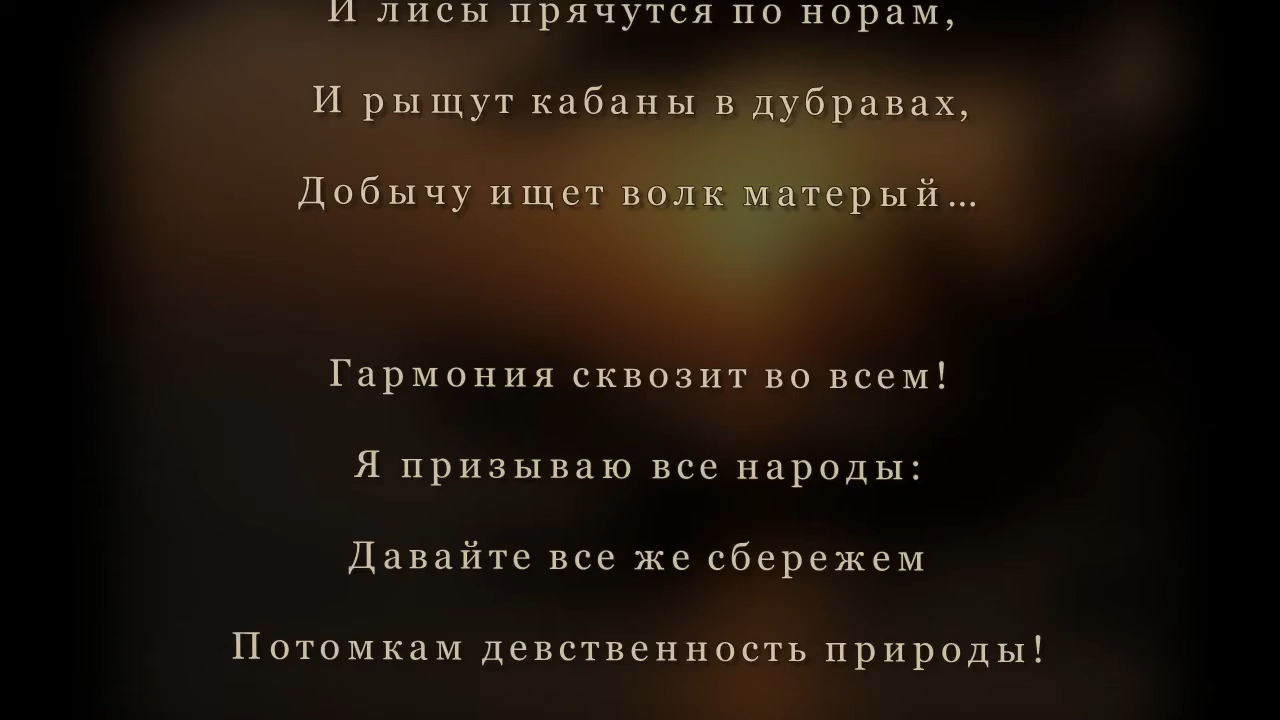 И лисы прячутся по норам,
И рыщут кабаны в дубравах,
Добычу ищет волк матерый...
Гармония сквозит во всем!
Я призываю все народы:
Давайте все же сбережем
Потомкам девственность природы!